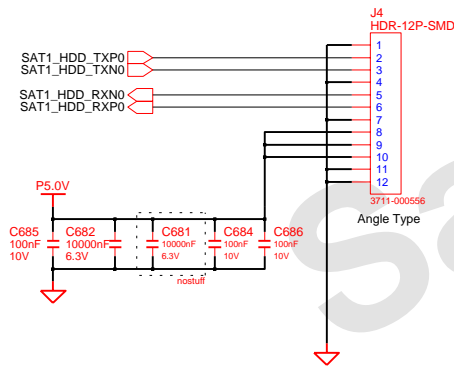 J4
HDR-12P-SMD
SAT1_HDD_TXP0
SAT1_HDD_TXN0
SAT1_HDD_RXN0
SAT1_HDD_RXP0
1
2
3
4
5
6
7
8
9
10
11
12
3711-000556
Angle Type
P5.0V
C685
100nF
10V
C682
10000nF
6.3V
C681
10000nF
6.3V
nostuff
C684
100nF
10V
C686
100nF
10V